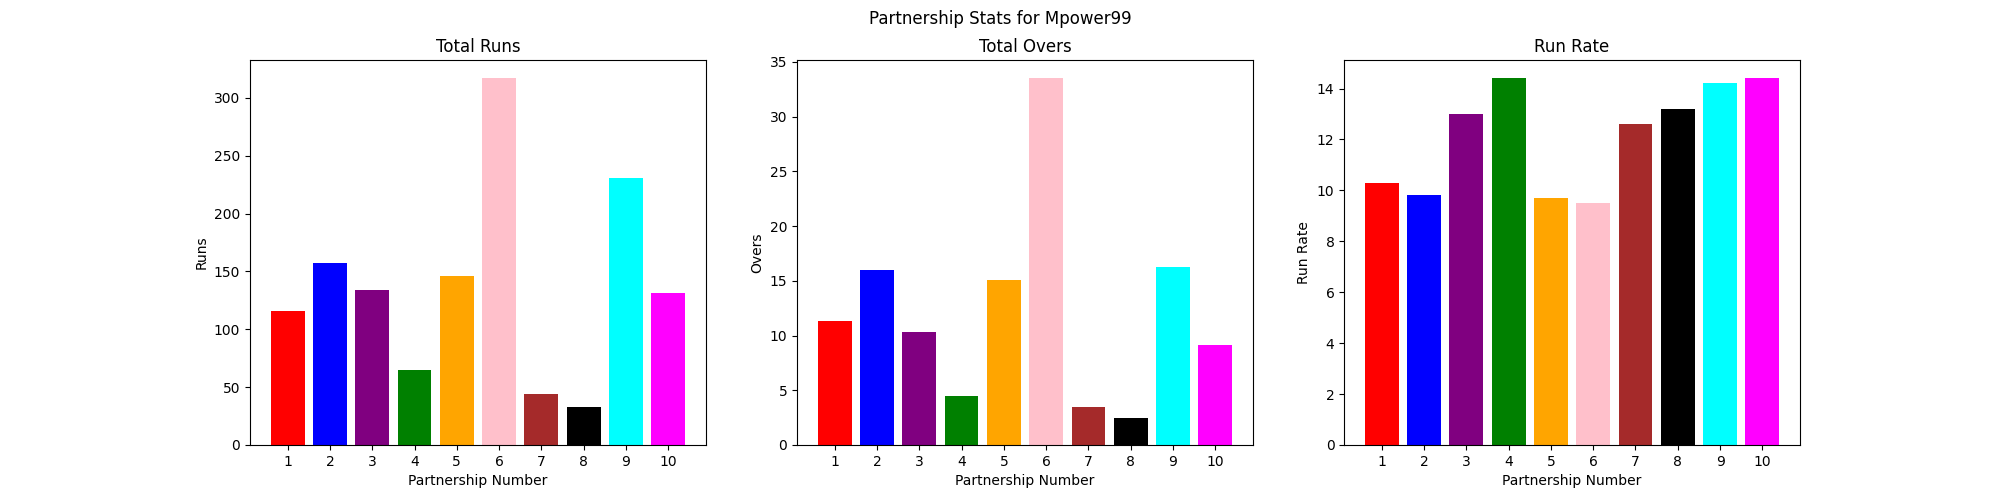 Partnership Stats for Mpower99
Total Runs
300
250
200
150
100
50
0
Runs
1 2 3 4 5 6 7 8 9 10
Partnership Number
Total Overs
35
30
25
20
15
10
5
0
Overs
1 2 3 4 5 6 7 8 9 10
Partnership Number
Run Rate
14
12
10
8
6
4
2
0
Run Rate
1 2 3 4 5 6 7 8 9 10
Partnership Number